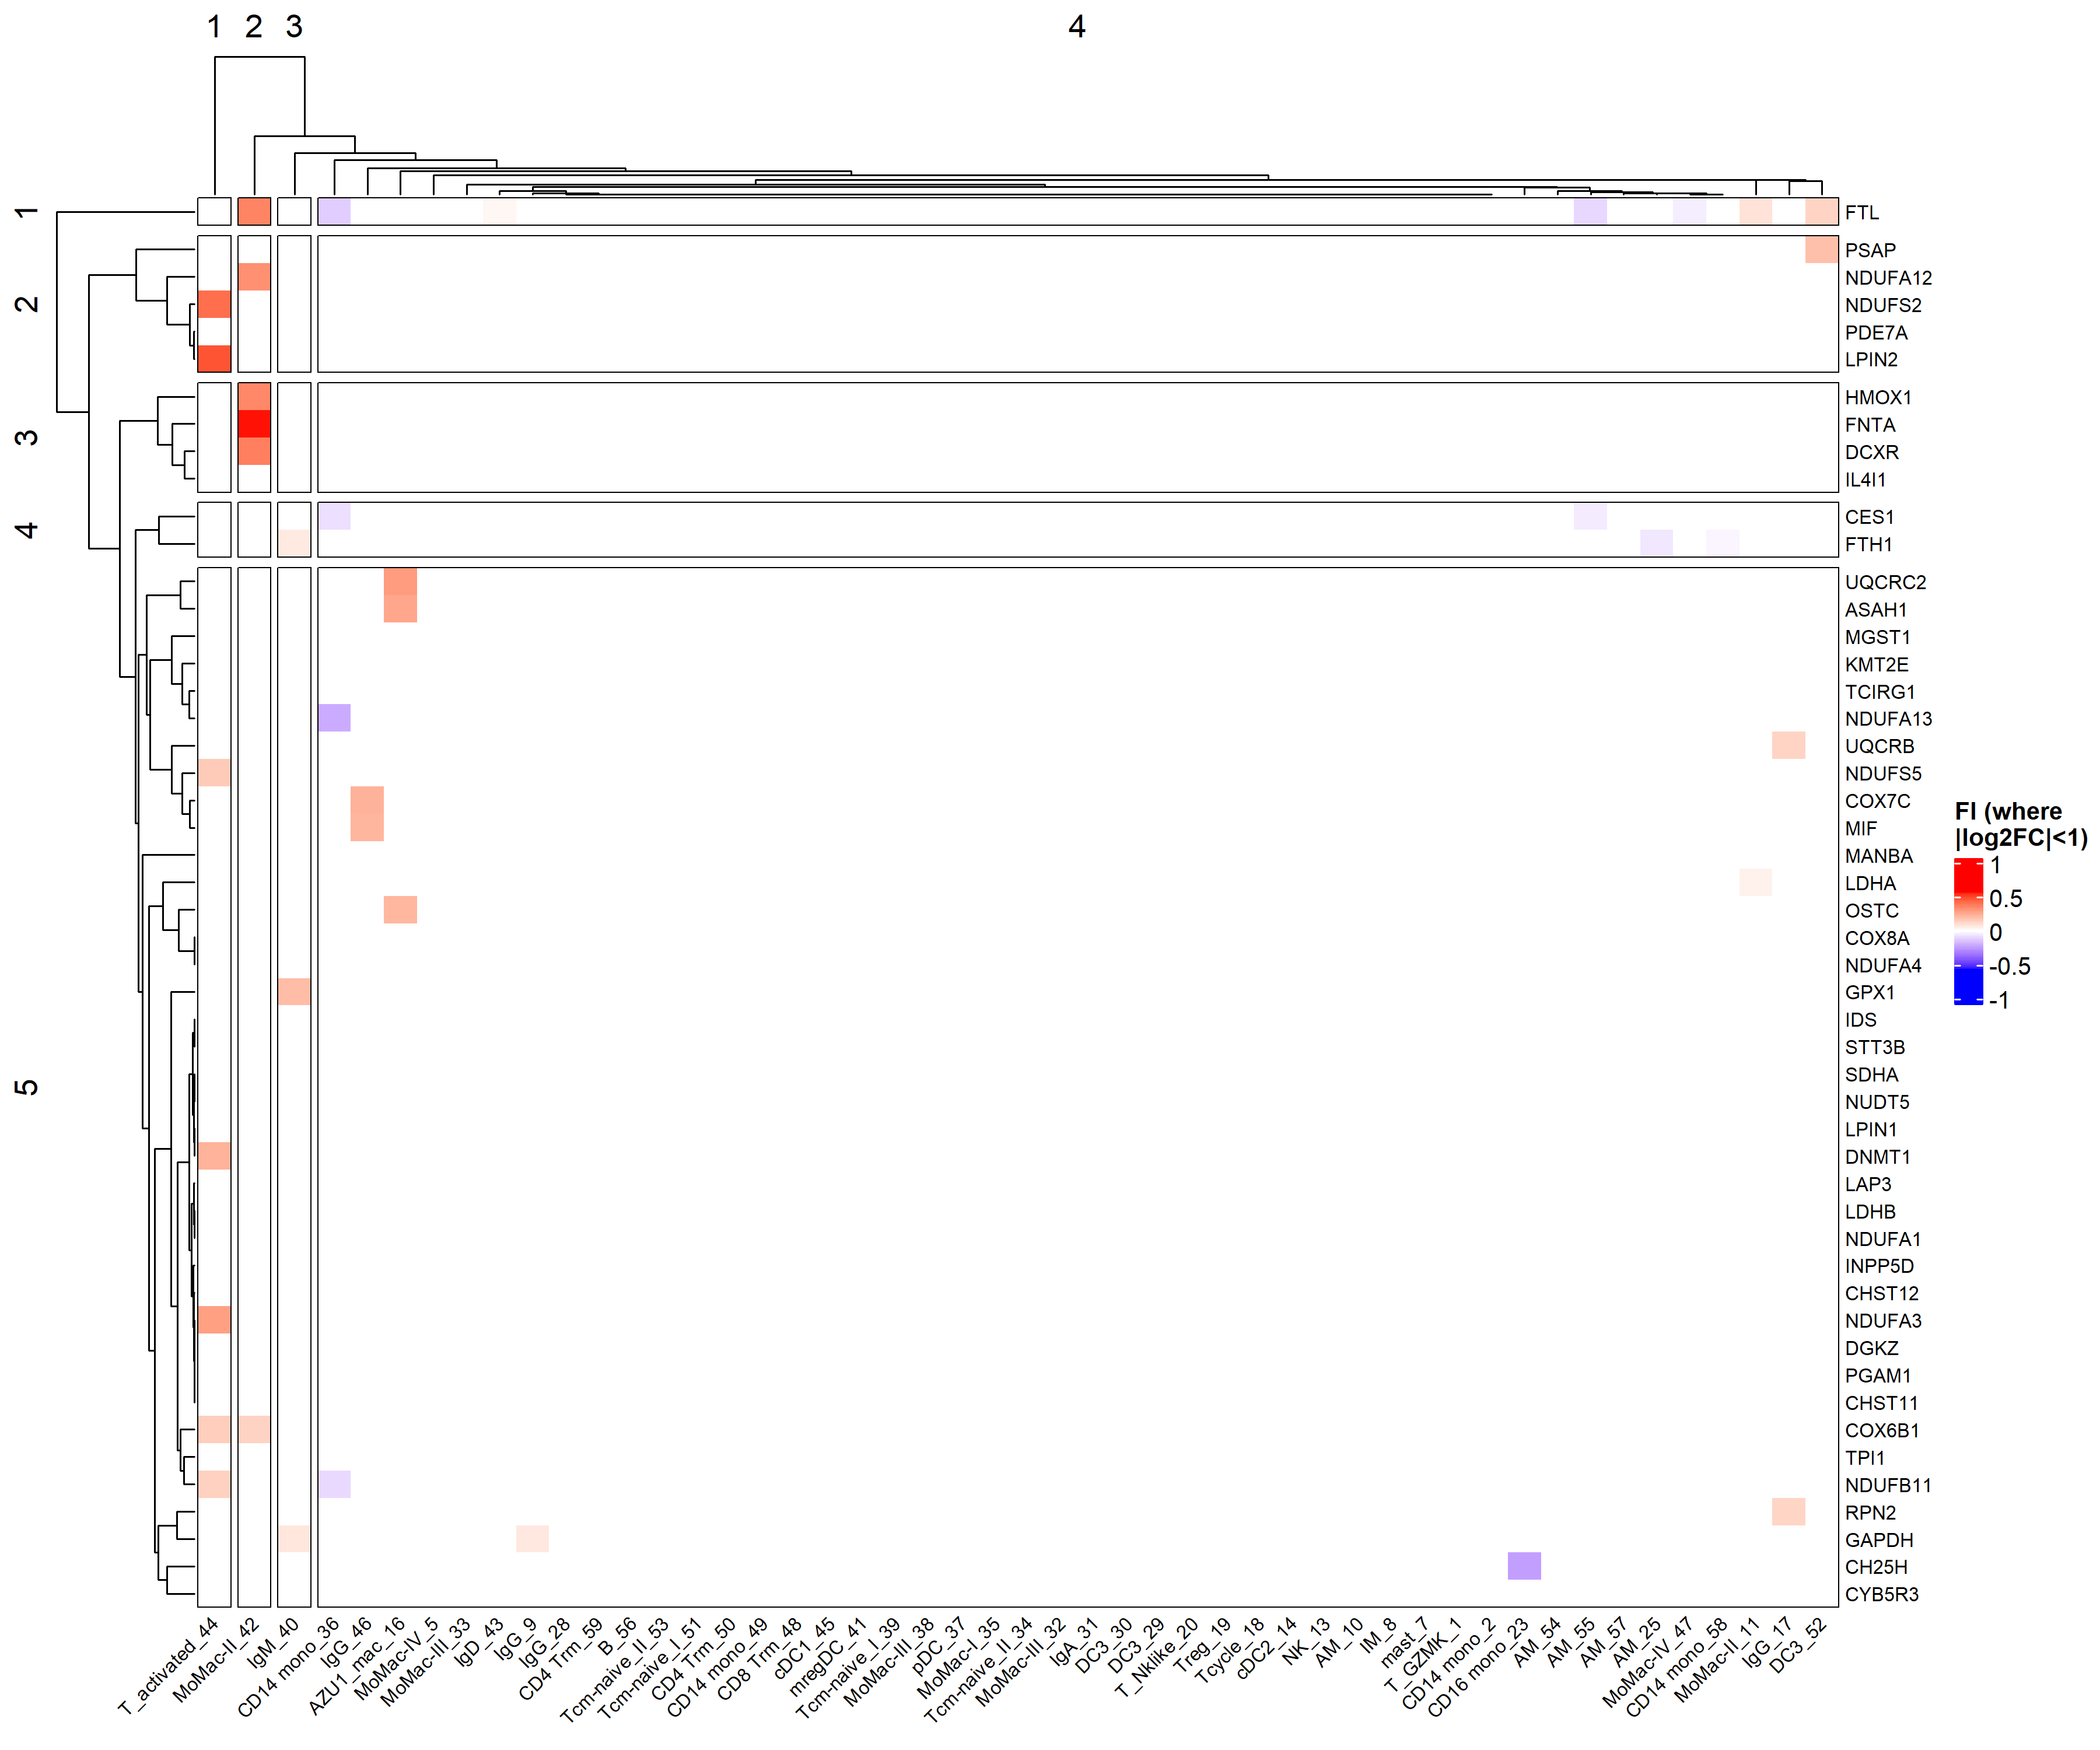 1 2 3 4
1
2
3
4
5
FTL
PSAP
NDUFA12
NDUFS2
PDE7A
LPIN2
HMOX1
FNTA
DCXR
IL4I1
CES1
FTH1
UQCRC2
ASAH1
MGST1
KMT2E
TCIRG1
NDUFA13
UQCRB
NDUFS5
COX7C
MIF
MANBA
LDHA
OSTC
COX8A
NDUFA4
GPX1
IDS
STT3B
SDHA
NUDT5
LPIN1
DNMT1
LAP3
LDHB
NDUFA1
INPP5D
CHST12
NDUFA3
DGKZ
PGAM1
CHST11
COX6B1
TPI1
NDUFB11
RPN2
GAPDH
CH25H
CYB5R3
FI (where
|log2FC|<1)
1
0.5
0
-0.5
-1
T_activated_44
MoMac-II_42
IgM_40
CD14 mono_36
IgG_46
AZU1_mac_16
MoMac-IV_5
MoMac-III_33
IgD_43
IgG_9
IgG_28
CD4 Trm_59
B_56
Tcm-naive_II_53
Tcm-naive_I_51
CD4 Trm_50
CD14 mono_49
CD8 Trm_48
cDC1_45
mregDC_41
Tcm-naive_I_39
MoMac-III_38
pDC_37
MoMac-I_35
Tcm-naive_II_34
MoMac-III_32
IgA_31
DC3_30
DC3_29
T_Nklike_20
Treg_19
Tcycle_18
cDC2_14
NK_13
AM_10
IM_8
mast_7
T_GZMK_1
CD14 mono_2
CD16 mono_23
AM_54
AM_55
AM_57
AM_25
MoMac-IV_47
CD14 mono_58
MoMac-II_11
IgG_17
DC3_52